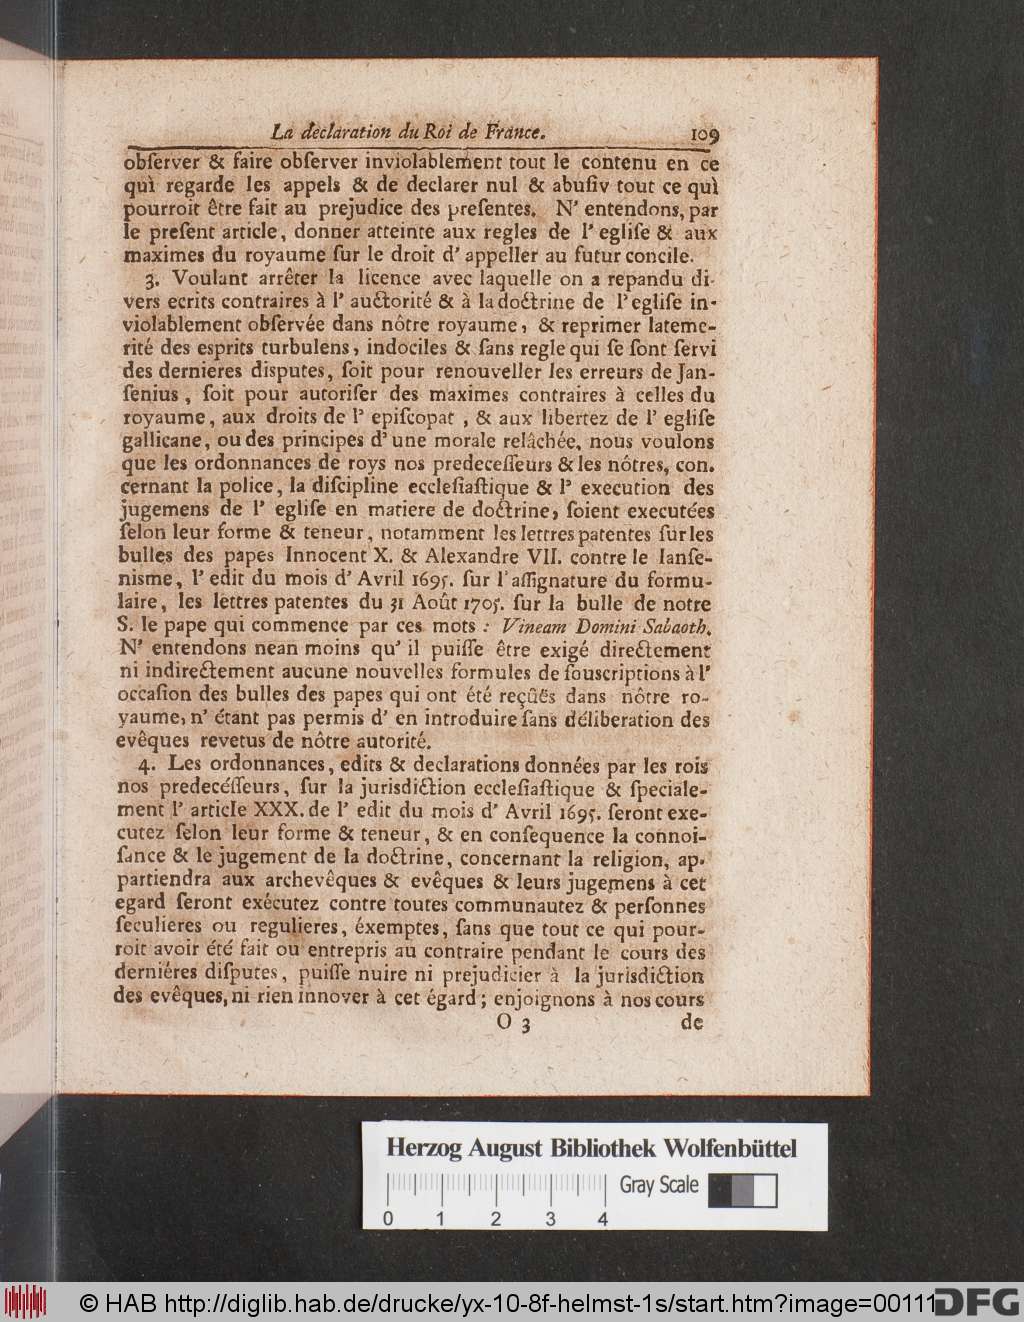 La declaration du Roi de France. 109
obſerver & faire obſerver inviolablement tout le contenu en ce
quì regarde les appels & de declarer nul & abuſiv tout ce quì
pourroit être fait au prejudice des preſentes. N' entendons, par
le preſent article, donner atteinte aux regles de l' egliſe & aux
maximes du royaume ſur le droit d' appeller au futur concile.
3. Voulant arrêter la licence avec laquelle on a repandu di-
vers ecrits contraires à l' auctorité & à la doctrine de l' egliſe in-
violablement obſervée dans nôtre royaume, & reprimer lateme-
rité des esprits turbulens, indociles & ſans regle qui ſe ſont ſervi
des dernieres disputes, ſoit pour renouveller les erreurs de Jan-
ſenius, ſoit pour autoriſer des maximes contraires à celles du
royaume, aux droits de l' epiſcopat, & aux libertez de l' egliſe
gallicane, ou des principes d' une morale relâchée, nous voulons
que les ordonnances de roys nos predeceſſeurs & les nôtres, con.
cernant la police, la diſcipline eccleſiaſtique & l' execution des
jugemens de l' egliſe en matiere de doctrine, ſoient executées
ſelon leur forme & teneur, notamment les lettres patentes ſur les
bulles des papes Innocent X. & Alexandre VII. contre le Ianſe-
nisme, l' edit du mois d' Avril 1695. ſur l' aſſignature du formu-
laire, les lettres patentes du 31 Août 1705. ſur la bulle de notre
S. le pape qui commence par ces mots : Vineam Domini Sabaoth.
N' entendons nean moins qu' il puiſſe être exigé directement
ni indirectement aucune nouvelles formules de ſouscriptions à l'
occaſion des bulles des papes qui ont été reçûës dans nôtre ro-
yaume, n' étant pas permis d' en introduire ſans déliberation des
evêques revetus de nôtre autorité.
4. Les ordonnances, edits & declarations données par les rois
nos predecéſſeurs, ſur la jurisdiction eccleſiaſtique & ſpeciale-
ment l' article XXX. de l' edit du mois d' Avril 1695. ſeront exe-
cutez ſelon leur forme & teneur, & en conſequence la connoi-
ſance & le jugement de la doctrine, concernant la religion, ap-
partiendra aux archevêques & evêques & leurs jugemens à cet
egard ſeront exécutez contre toutes communautez & perſonnes
ſeculieres ou regulieres, éxemptes, ſans que tout ce qui pour-
roit avoir été fait ou entrepris au contraire pendant le cours des
derniéres diſputes, puiſſe nuire ni prejudicier à la jurisdiction
des evêques, ni rien innover à cet égard; enjoignons à nos cours
O 3 de
Herzog August Bibliothek Wolfenbüttel
Gray Scale
0 1 2 3 4
© HAB http://diglib.hab.de/drucke/yx-10-8f-helmst-1s/start.htm?image=00111
DFG